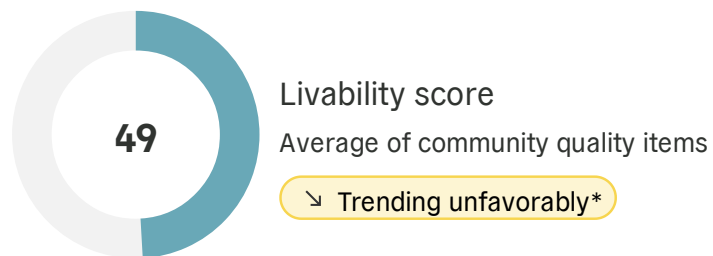 49
Livability score
Average of community quality items
↘ Trending unfavorably*